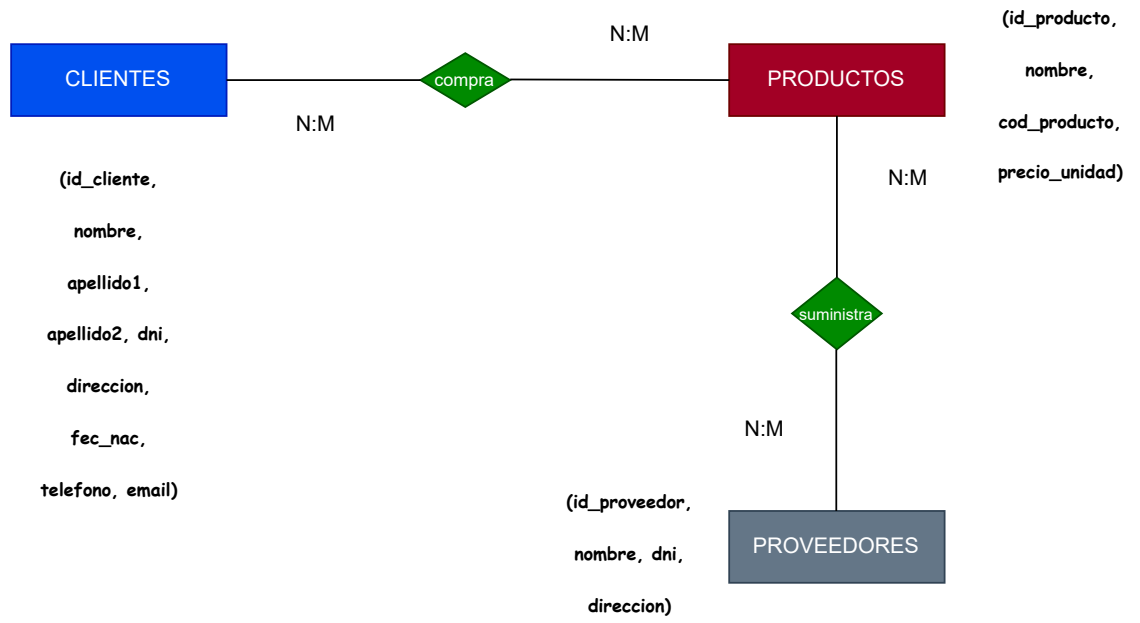 (id_producto,
N:M
CLIENTES
compra
PRODUCTOS
nombre,
N:M
cod_producto,
(id_cliente,
N:M
precio_unidad)
nombre,
apellido1,
suministra
apellido2, dni,
direccion,
N:M
fec_nac,
telefono, email)
(id_proveedor,
PROVEEDORES
nombre, dni,
direccion)